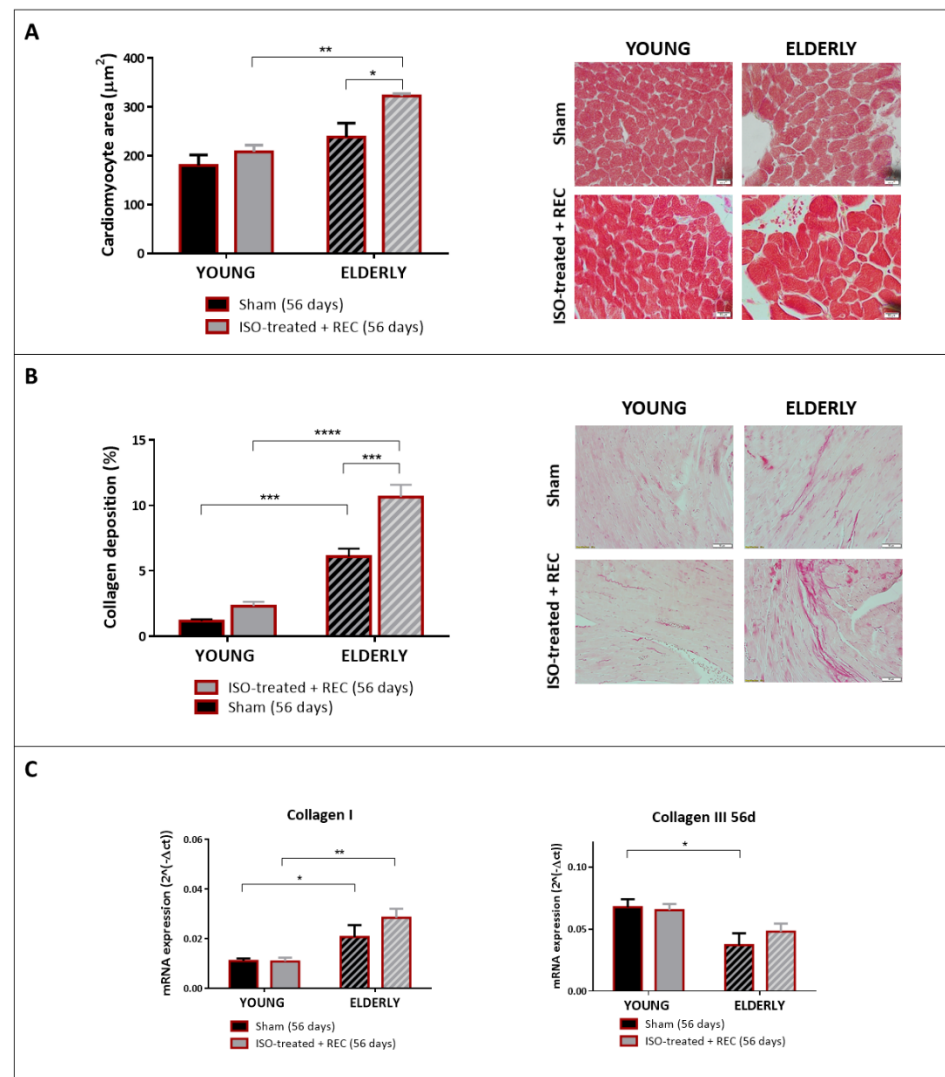 A
YOUNG
ELDERLY
**
*
400
300
200
100
0
Cardiomyocyte area (μm²)
YOUNG
ELDERLY
Sham (56 days)
ISO-treated + REC (56 days)
Sham
ISO-treated + REC
B
YOUNG
ELDERLY
****
***
***
15
10
5
0
Collagen deposition (%)
YOUNG
ELDERLY
ISO-treated + REC (56 days)
Sham (56 days)
Sham
ISO-treated + REC
C
Collagen I
**
*
0.06
0.04
0.02
0.00
mRNA expression (2^(-Δct))
YOUNG
ELDERLY
Sham (56 days)
ISO-treated + REC (56 days)
Collagen III 56d
*
0.10
0.05
0.00
mRNA expression (2^(-Δct))
YOUNG
ELDERLY
Sham (56 days)
ISO-treated + REC (56 days)